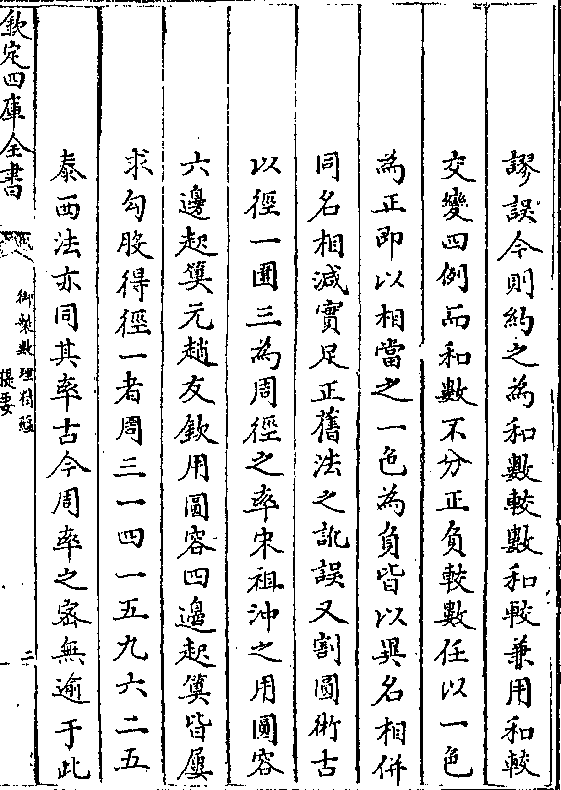 謬誤今則約之為和數較數和較兼用和較
交變四例而和數不分正負較數任以一色
為正即以相當之一色為負皆以異名相併
同名相減實足正舊法之訛誤又割圓術古
以徑一圍三為周徑之率宋祖沖之用圓容
六邊起算元趙友欽用圓容四邊起算皆屢
求勾股得徑一者周三一四一五九六二五
泰西法亦同其率古今周率之密無逾于此
欽定四庫全書
御製數理精蘊
提要
二